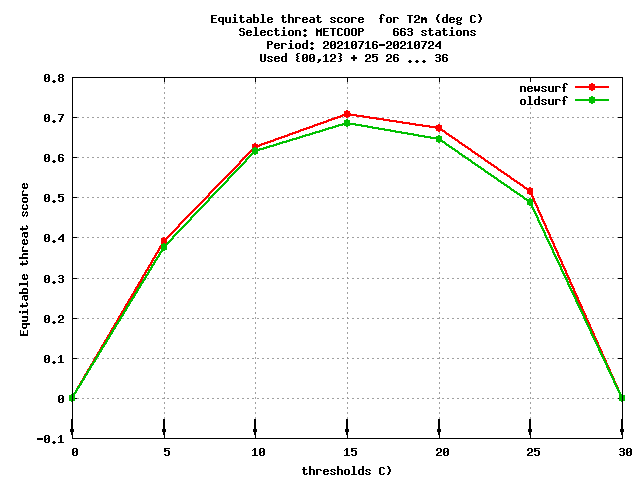 Equitable threat score  for T2m (deg C)
Selection: METCOOP    663 stations
Period: 20210716-20210724
Used {00,12} + 25 26 ... 36
newsurf
oldsurf
Equitable threat score
0.8
0.7
0.6
0.5
0.4
0.3
0.2
0.1
0
-0.1
0 5 10 15 20 25 30
thresholds C)